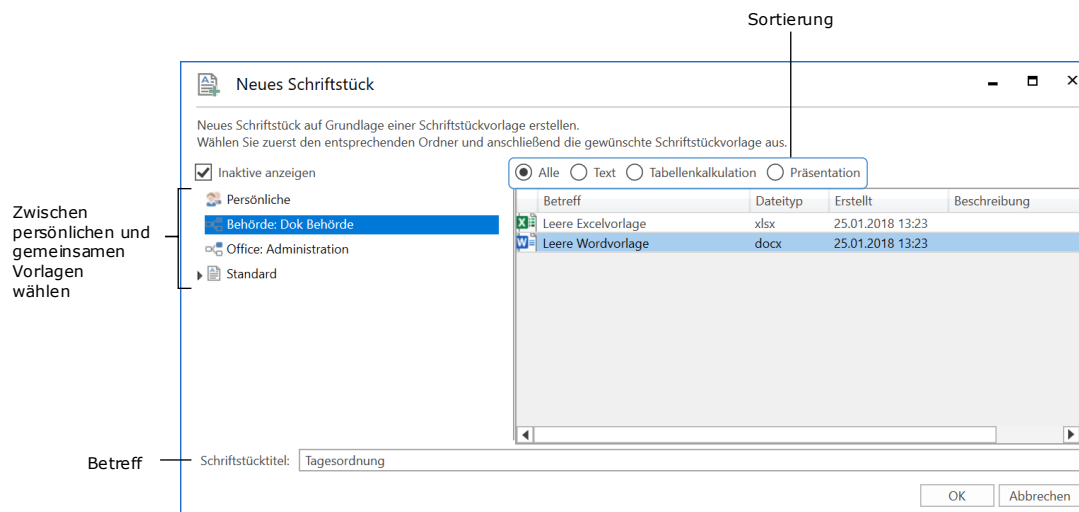 Sortierung
Neues Schriftstück
Neues Schriftstück auf Grundlage einer Schriftstückvorlage erstellen.
Wählen Sie zuerst den entsprechenden Ordner und anschließend die gewünschte Schriftstückvorlage aus.
Inaktive anzeigen
Alle Text Tabellenkalkulation Präsentation
Zwischen
persönlichen und
gemeinsamen
Vorlagen
wählen
Persönliche
Behörde: Dok Behörde
Office: Administration
Standard
Betreff Dateityp Erstellt Beschreibung
Leere Excelvorlage xlsx 25.01.2018 13:23
Leere Wordvorlage docx 25.01.2018 13:23
Betreff
Schriftstücktitel: Tagesordnung
OK Abbrechen